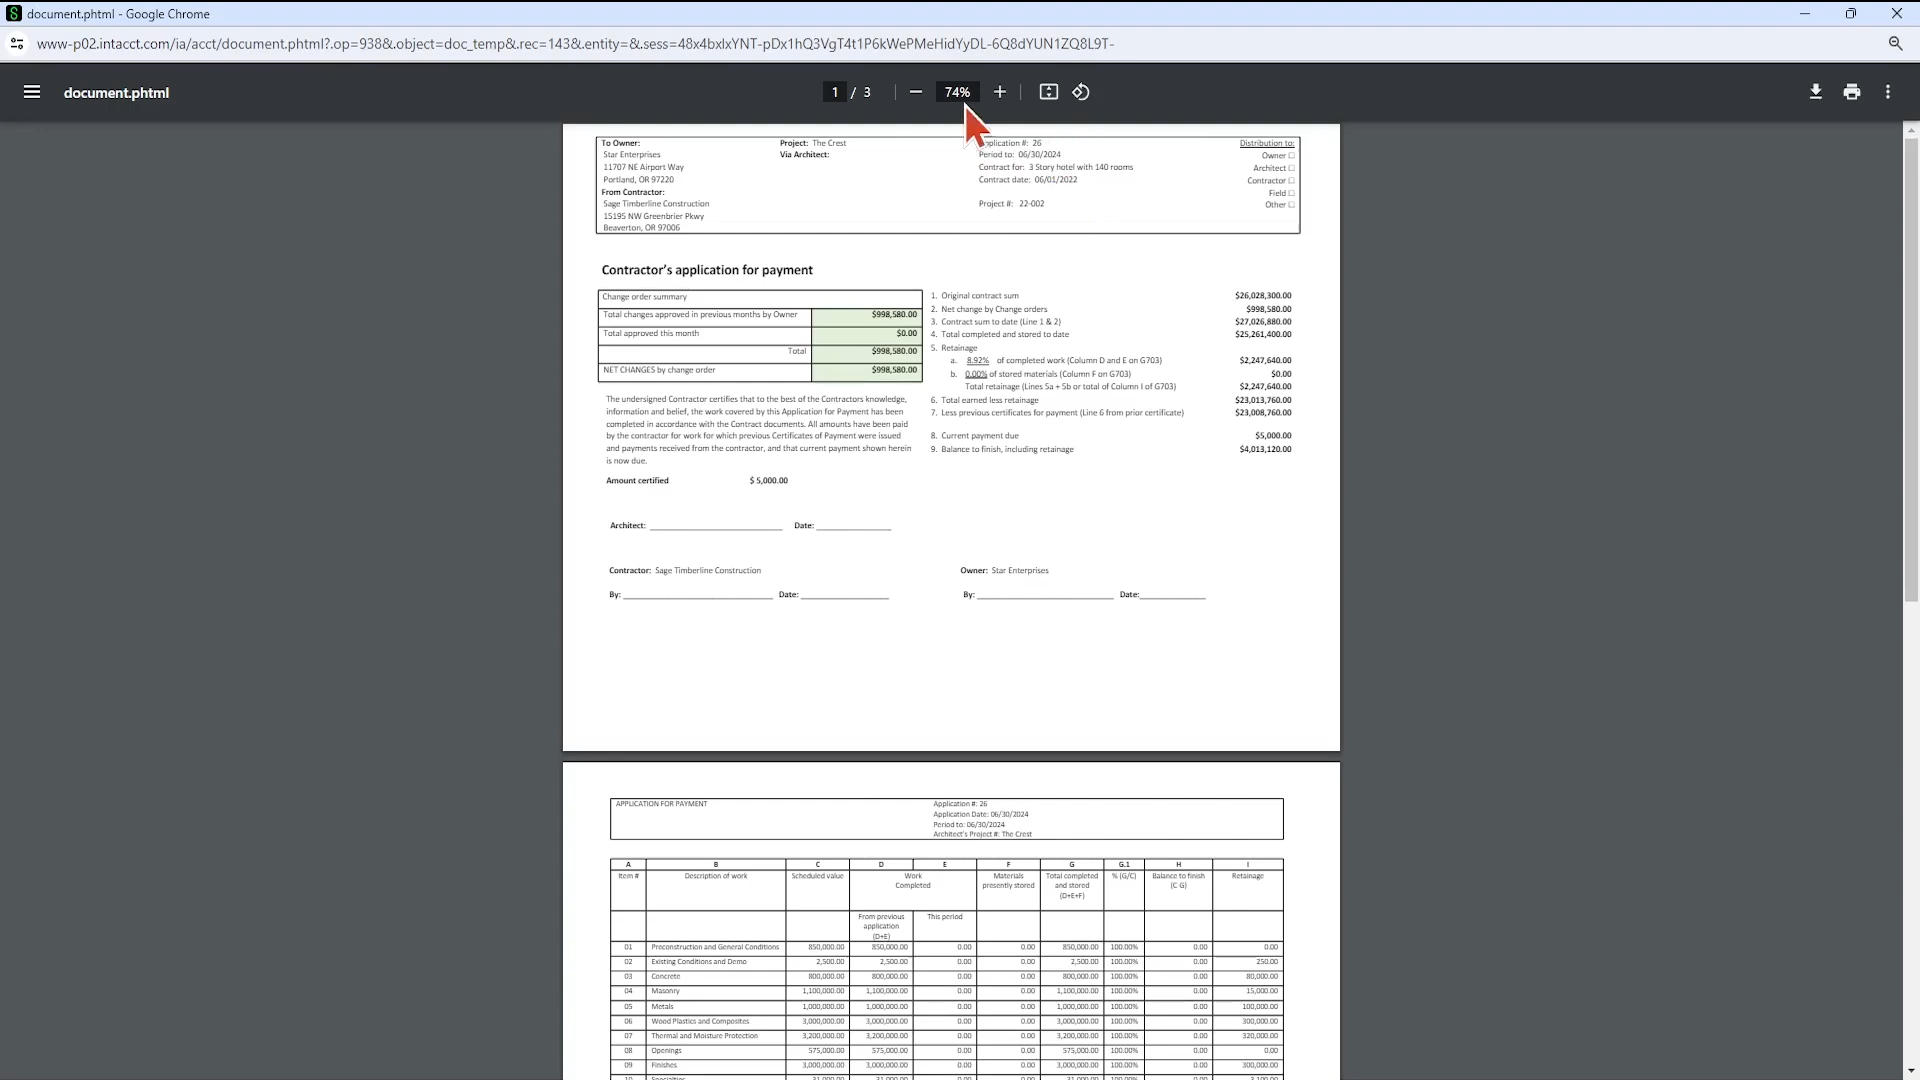 document.phtml - Google Chrome
www-p02.intacct.com/ia/acct/document.phtml?.op=938&.object=doc_temp&.rec=143&.entity=&.sess=48x4bxlxYNT-pDx1hQ3VgT4t1P6kWePMeHidYyDL-6Q8dYUN1ZQ8L9T-
document.phtml
1 / 3
74%
To Owner:
Star Enterprises
11707 NE Airport Way
Portland, OR 97220
From Contractor:
Sage Timberline Construction
15195 NW Greenbrier Pkwy
Beaverton, OR 97006
Project: The Crest
Via Architect:
plication #: 26
Period to: 06/30/2024
Contract for: 3 Story hotel with 140 rooms
Contract date: 06/01/2022
Project #: 22-002
Distribution to:
Owner
Architect
Contractor
Field
Other
Contractor's application for payment
Change order summary
Total changes approved in previous months by Owner $998,580.00
Total approved this month $0.00
Total $998,580.00
NET CHANGES by change order $998,580.00
The undersigned Contractor certifies that to the best of the Contractors knowledge,
information and belief, the work covered by this Application for Payment has been
completed in accordance with the Contract documents. All amounts have been paid
by the contractor for work for which previous Certificates of Payment were issued
and payments received from the contractor, and that current payment shown herein
is now due.
Amount certified $ 5,000.00
1. Original contract sum $26,028,300.00
2. Net change by Change orders $998,580.00
3. Contract sum to date (Line 1 & 2) $27,026,880.00
4. Total completed and stored to date $25,261,400.00
5. Retainage
a. 8.92% of completed work (Column D and E on G703) $2,247,640.00
b. 0.00% of stored materials (Column F on G703) $0.00
Total retainage (Lines 5a + 5b or total of Column I of G703) $2,247,640.00
6. Total earned less retainage $23,013,760.00
7. Less previous certificates for payment (Line 6 from prior certificate) $23,008,760.00
8. Current payment due $5,000.00
9. Balance to finish, including retainage $4,013,120.00
Architect: Date:
Contractor: Sage Timberline Construction
By: Date:
Owner: Star Enterprises
By: Date:
APPLICATION FOR PAYMENT
Application #: 26
Application Date: 06/30/2024
Period to: 06/30/2024
Architect's Project #: The Crest
A B C D E F G G.1 H I
Item # Description of work Scheduled value Work Materials Total completed % (G/C) Balance to finish Retainage
Completed presently stored and stored (C G)
(D+E+F)
From previous This period
application
(D+E)
01 Preconstruction and General Conditions 850,000.00 850,000.00 0.00 0.00 850,000.00 100.00% 0.00 0.00
02 Existing Conditions and Demo 2,500.00 2,500.00 0.00 0.00 2,500.00 100.00% 0.00 250.00
03 Concrete 800,000.00 800,000.00 0.00 0.00 800,000.00 100.00% 0.00 80,000.00
04 Masonry 1,100,000.00 1,100,000.00 0.00 0.00 1,100,000.00 100.00% 0.00 15,000.00
05 Metals 1,000,000.00 1,000,000.00 0.00 0.00 1,000,000.00 100.00% 0.00 100,000.00
06 Wood Plastics and Composites 3,000,000.00 3,000,000.00 0.00 0.00 3,000,000.00 100.00% 0.00 300,000.00
07 Thermal and Moisture Protection 3,200,000.00 3,200,000.00 0.00 0.00 3,200,000.00 100.00% 0.00 320,000.00
08 Openings 575,000.00 575,000.00 0.00 0.00 575,000.00 100.00% 0.00 0.00
09 Finishes 3,000,000.00 3,000,000.00 0.00 0.00 3,000,000.00 100.00% 0.00 300,000.00
10 Specialties 31,000.00 31,000.00 0.00 0.00 31,000.00 100.00% 0.00 3,100.00